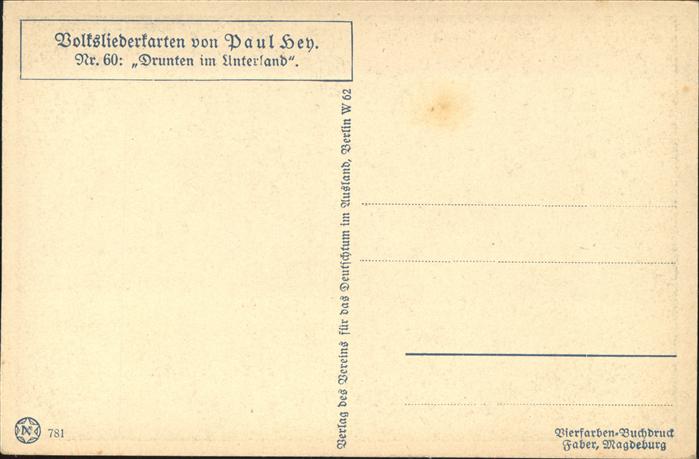 Volksliederkarten von Paul Hey.
Nr. 60: „Drunten im Unterland“.
Verlag des Vereins für das Deutschtum im Ausland, Berlin W 62
781
Vierfarben-Buchdruck
Faber, Magdeburg